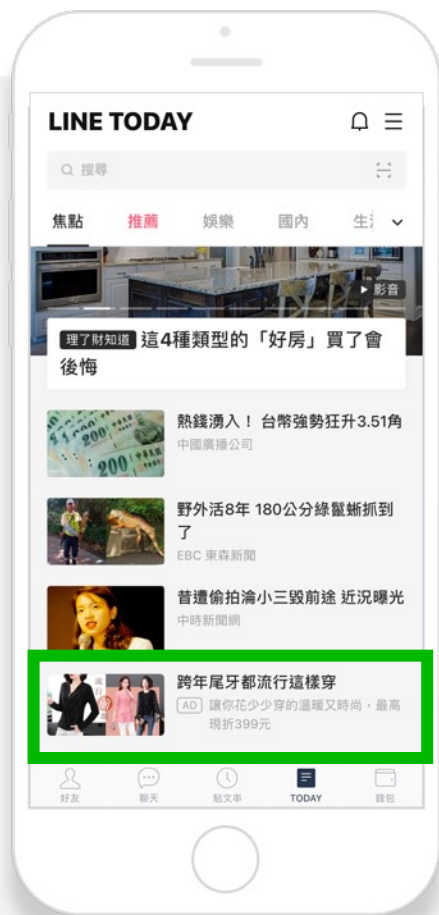 LINE TODAY
搜尋
焦點 推薦 娛樂 國內
影音
理了財知道 這4種類型的「好房」買了會
後悔
熱錢湧入！ 台幣強勢狂升3.51角
中國廣播公司
野外活8年 180公分綠鬣蜥抓到
了
EBC 東森新聞
昔遭偷拍淪小三毀前途 近況曝光
中時新聞網
跨年尾牙都流行這樣穿
AD 讓你花少少穿的溫暖又時尚，最高
現折399元
好友 聊天 貼文串 TODAY 錢包